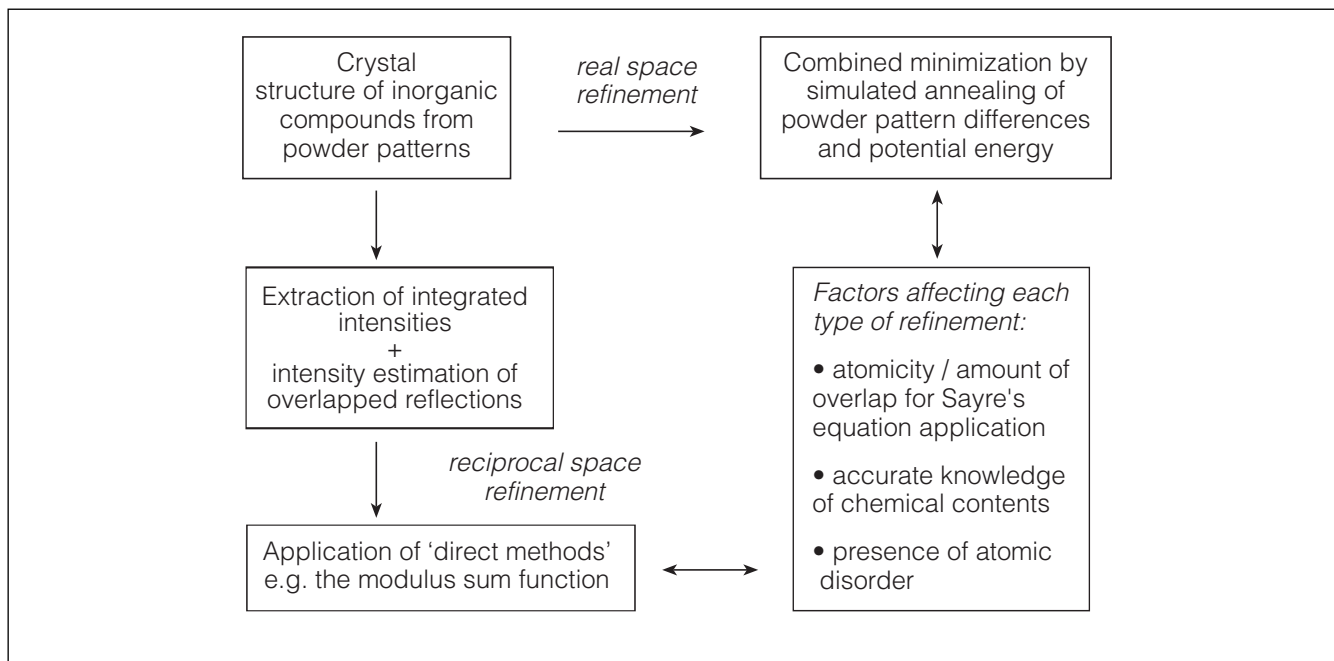 Crystal
structure of inorganic
compounds from
powder patterns
real space
refinement
Combined minimization by
simulated annealing of
powder pattern differences
and potential energy
Extraction of integrated
intensities
+
intensity estimation of
overlapped reflections
reciprocal space
refinement
Application of ‘direct methods’
e.g. the modulus sum function
Factors affecting each
type of refinement:
• atomicity / amount of
overlap for Sayre's
equation application
• accurate knowledge
of chemical contents
• presence of atomic
disorder